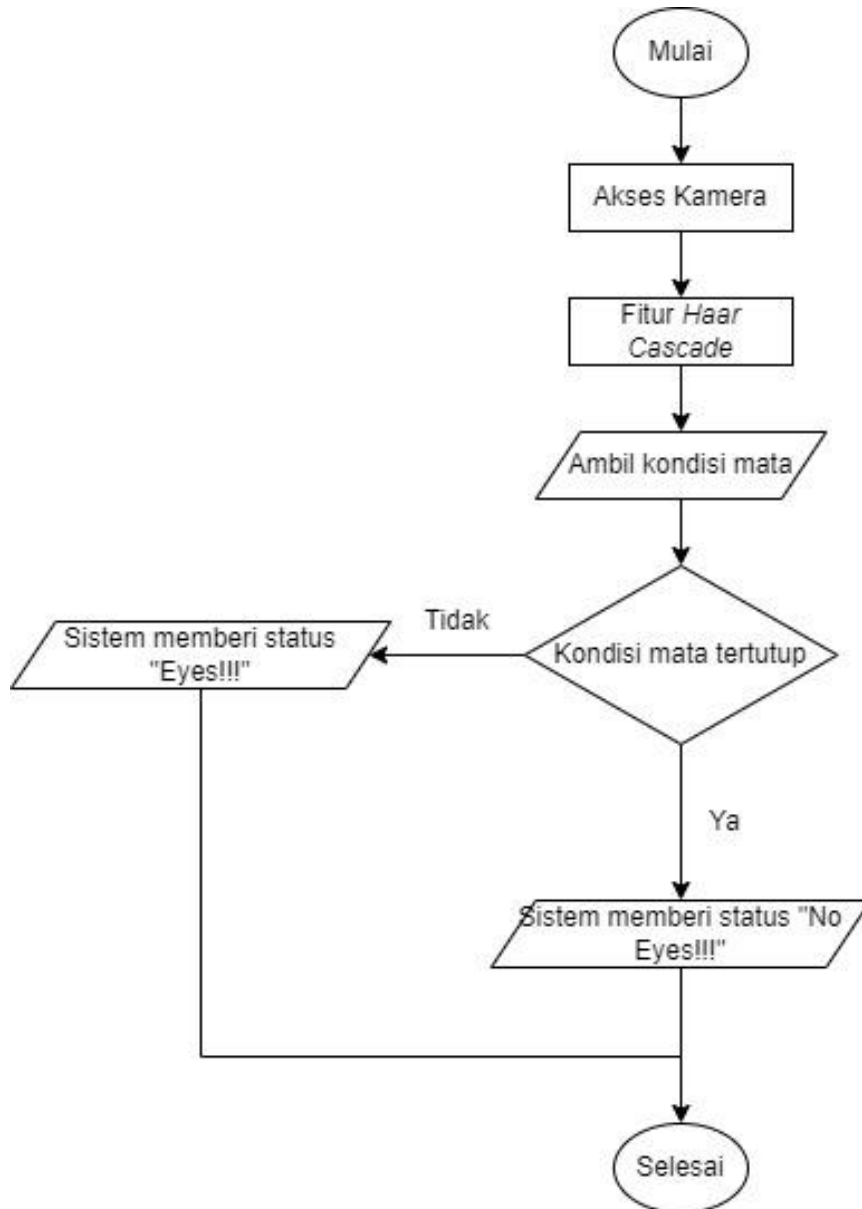 Mulai
Akses Kamera
Fitur Haar
Cascade
Ambil kondisi mata
Kondisi mata tertutup
Tidak
Sistem memberi status
"Eyes!!!"
Ya
Sistem memberi status "No
Eyes!!!"
Selesai